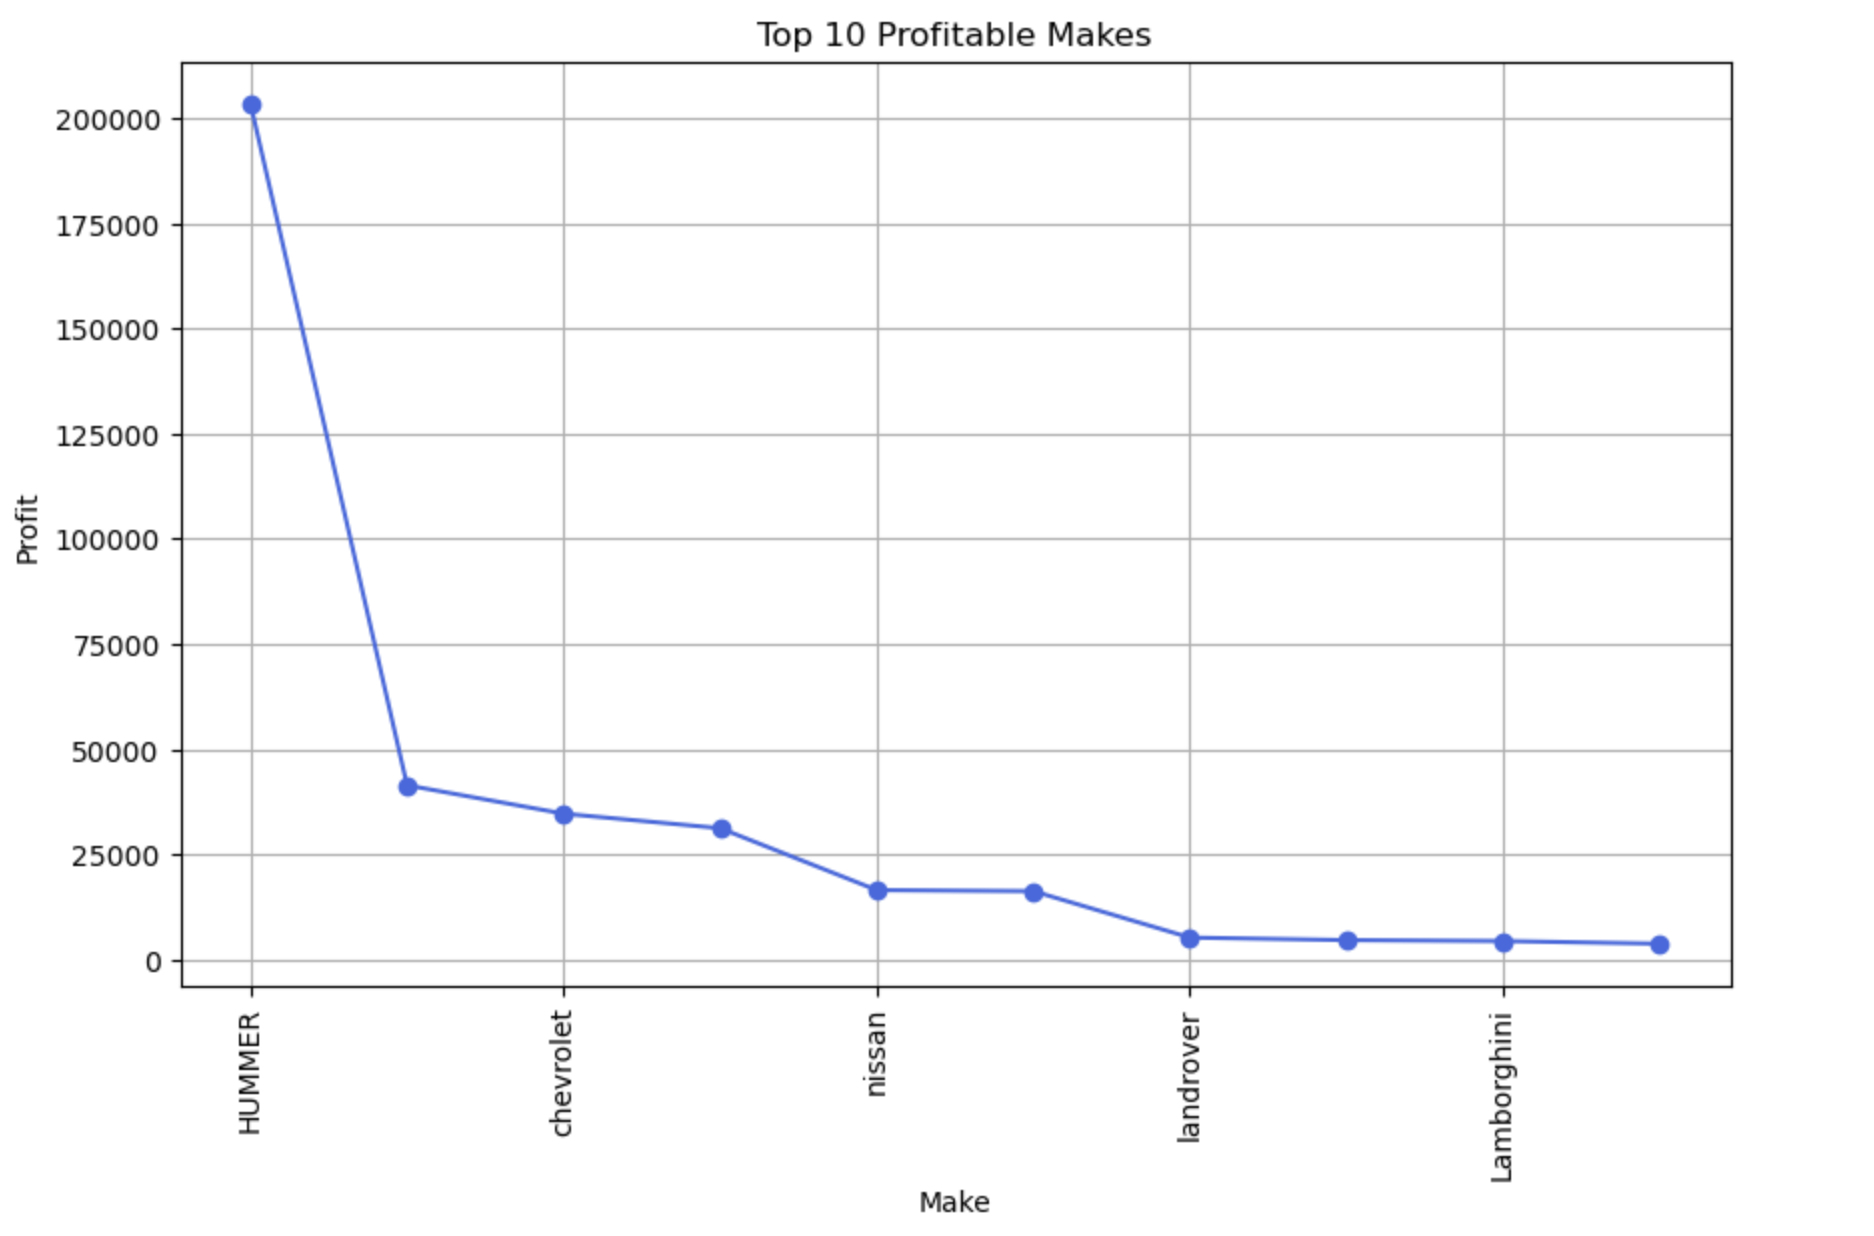 Top 10 Profitable Makes
Profit
200000
175000
150000
125000
100000
75000
50000
25000
0
HUMMER
chevrolet
nissan
landrover
Lamborghini
Make